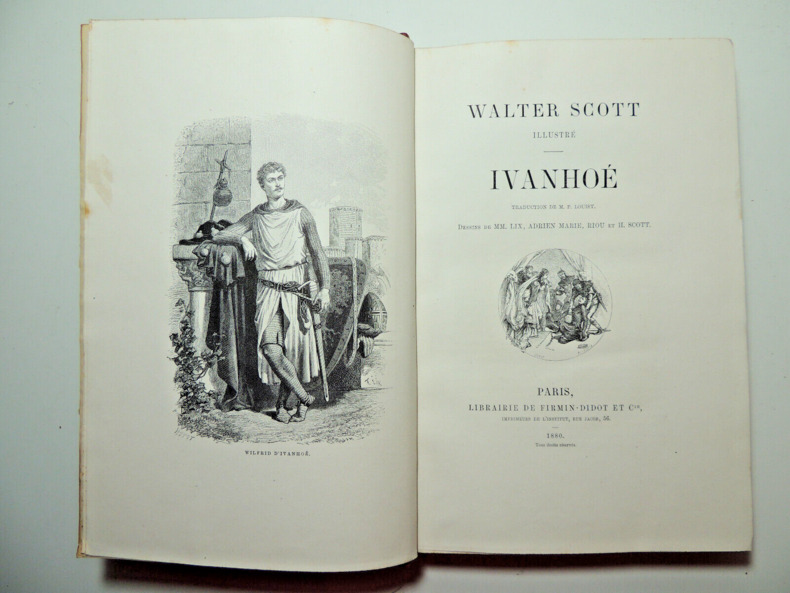 WILFRID D'IVANHOÉ.
WALTER SCOTT
ILLUSTRÉ
IVANHOÉ
TRADUCTION DE M. P. LOUISY.
DESSINS DE MM. LIX, ADRIEN MARIE, RIOU ET H. SCOTT.
PARIS,
LIBRAIRIE DE FIRMIN-DIDOT ET Cie,
IMPRIMEURS DE L'INSTITUT, RUE JACOB, 56.
1880.
Tous droits réservés.